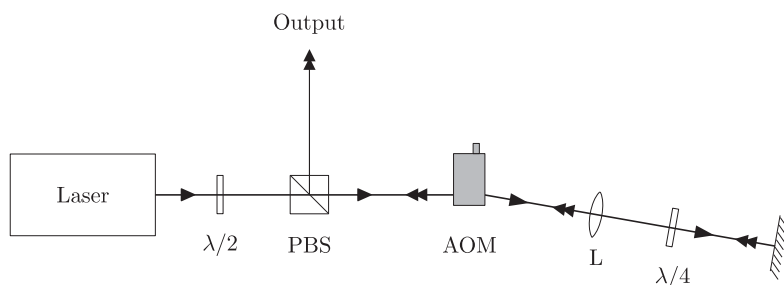 Output
Laser
λ/2
PBS
AOM
L
λ/4